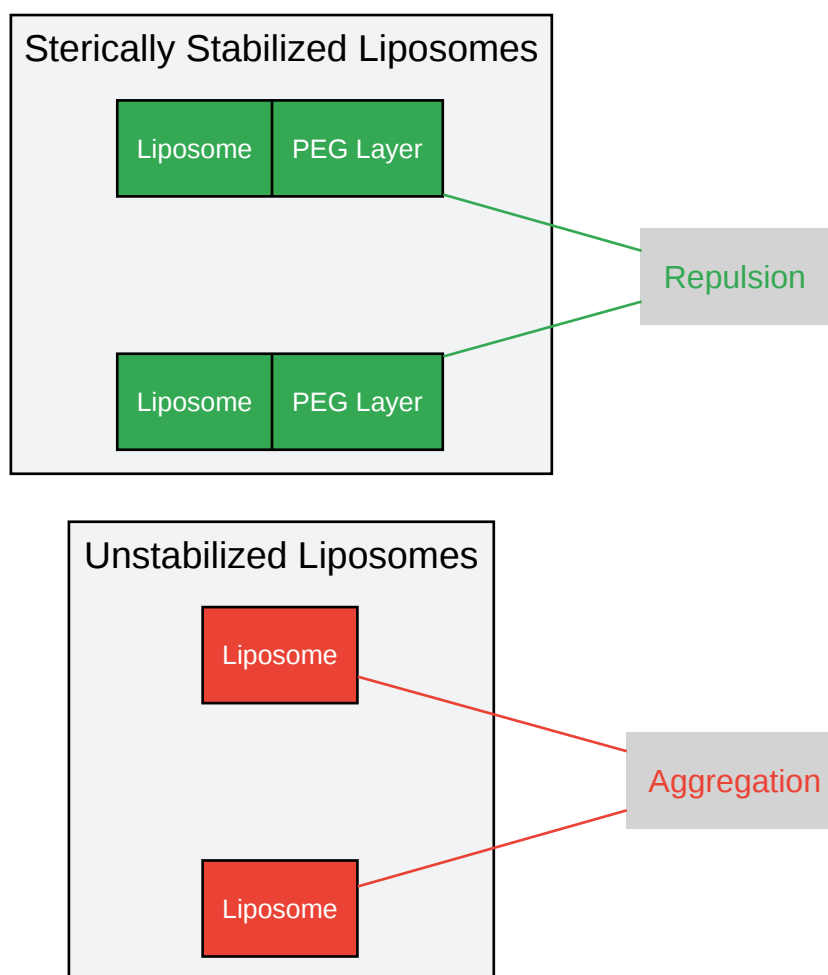 Sterically Stabilized Liposomes
Liposome PEG Layer
Repulsion
Liposome PEG Layer
Unstabilized Liposomes
Liposome
Aggregation
Liposome